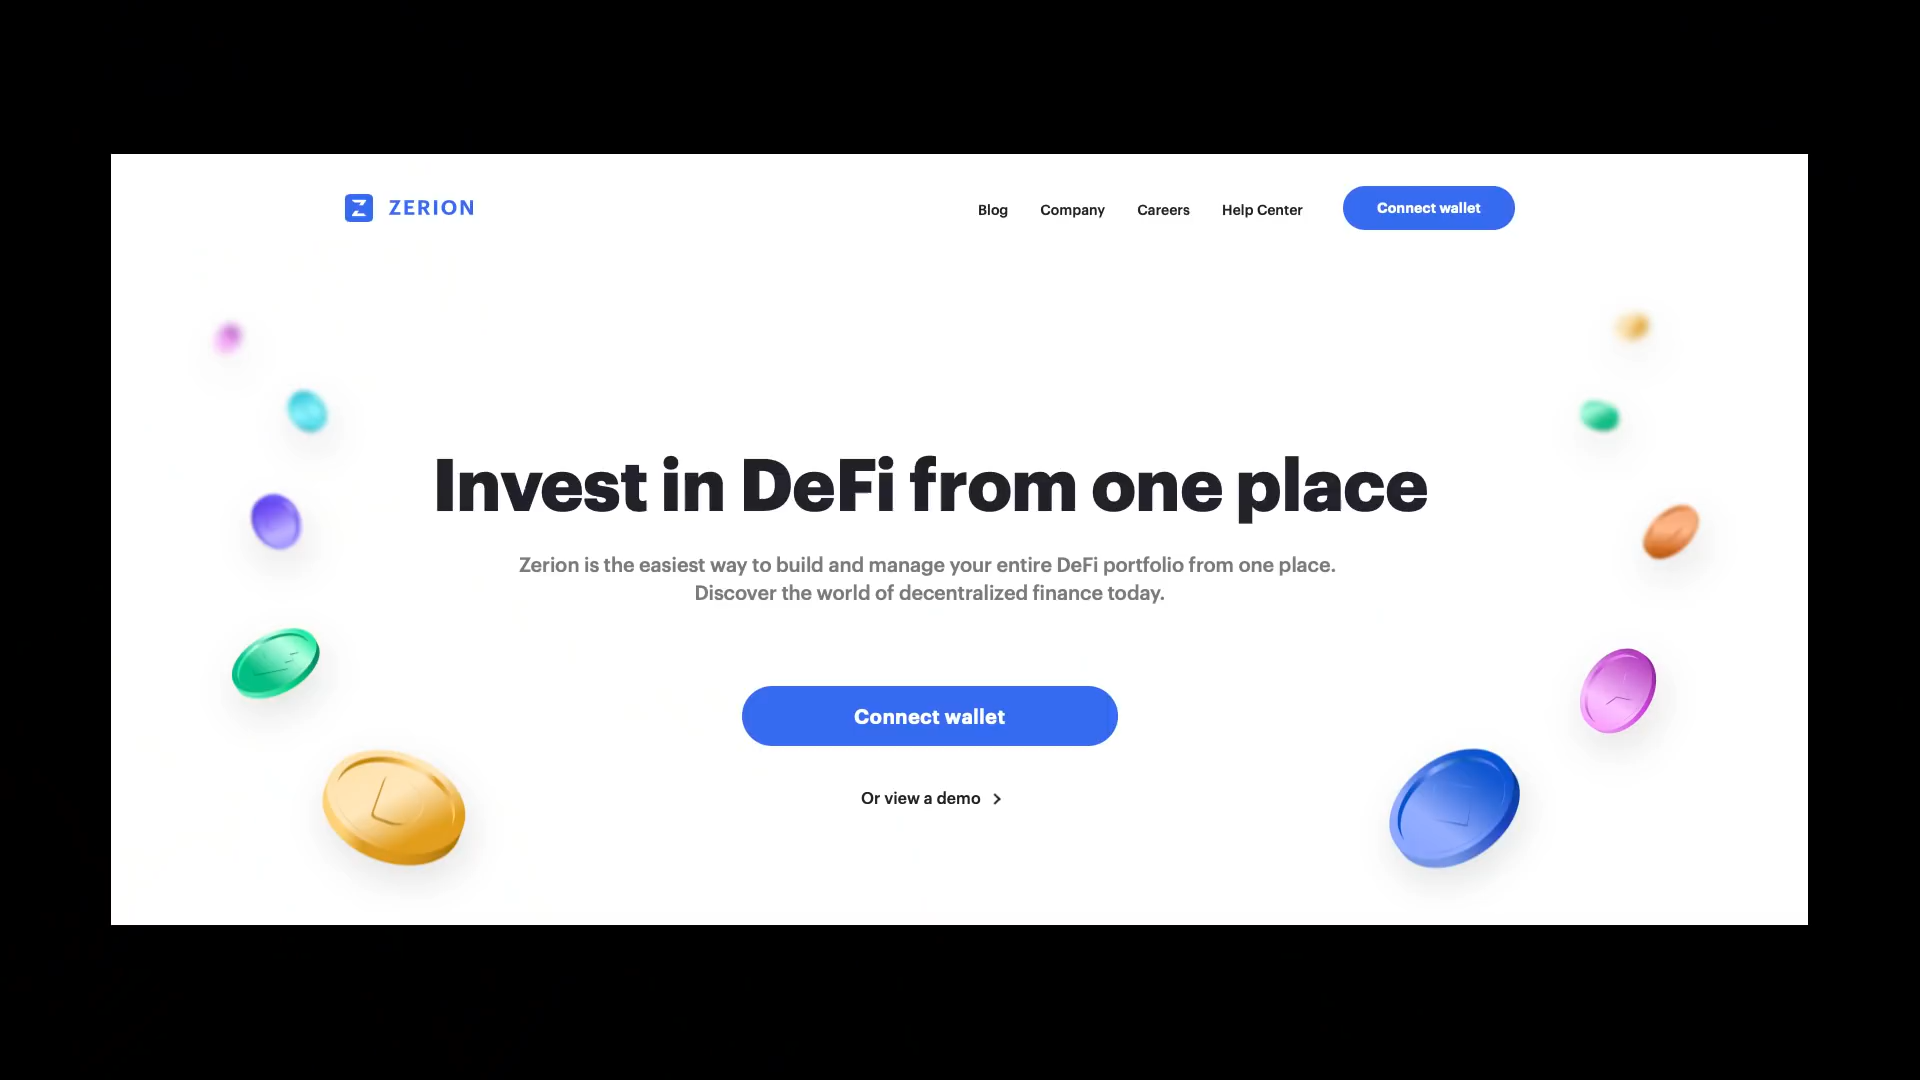 ZERION
Blog
Company
Careers
Help Center
Connect wallet
Invest in DeFi from one place
Zerion is the easiest way to build and manage your entire DeFi portfolio from one place.
Discover the world of decentralized finance today.
Connect wallet
Or view a demo